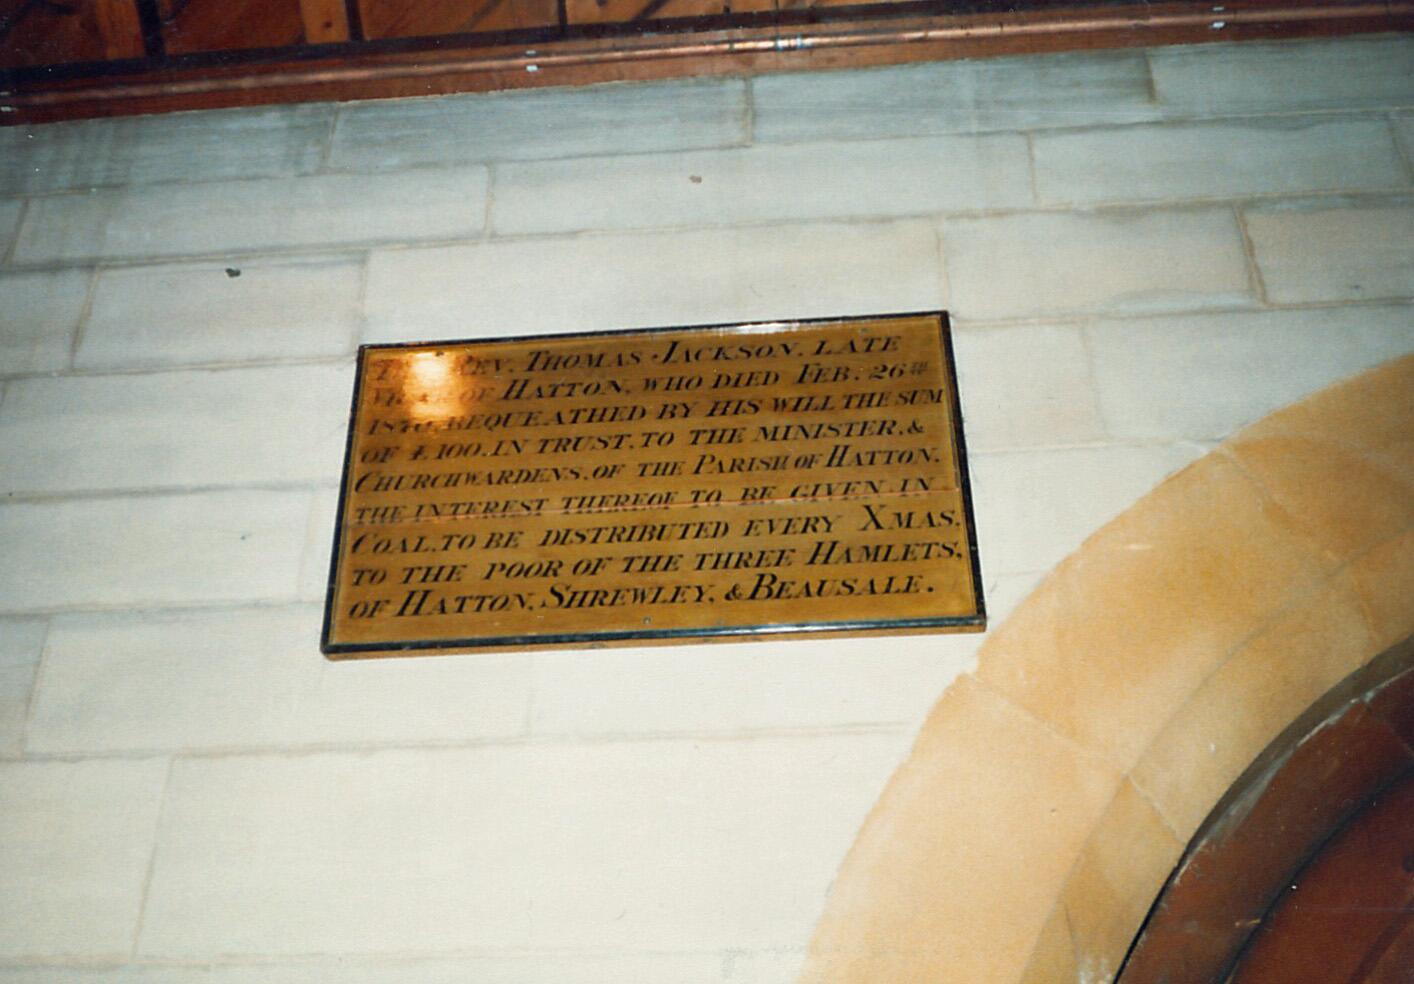 THE REV. THOMAS JACKSON, LATE
VICAR OF HATTON, WHO DIED FEB. 26TH
BEQUEATHED BY HIS WILL THE SUM
OF £100. IN TRUST, TO THE MINISTER, &
CHURCHWARDENS, OF THE PARISH OF HATTON,
THE INTEREST THEREOF TO BE GIVEN IN
COAL, TO BE DISTRIBUTED EVERY XMAS,
TO THE POOR OF THE THREE HAMLETS,
OF HATTON, SHREWLEY, & BEAUSALE.